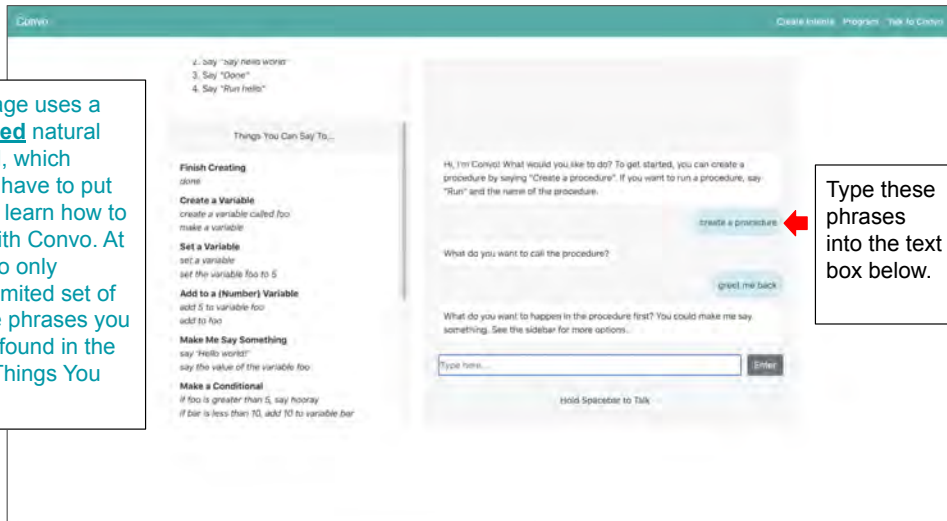 Convo
Create Intents Program Talk to Convo
2. Say "Say hello world"
3. Say "Done"
4. Say "Run hello"
Things You Can Say To...
Finish Creating
done
Create a Variable
create a variable called foo
make a variable
Set a Variable
set a variable
set the variable foo to 5
Add to a (Number) Variable
add 5 to variable foo
add to foo
Make Me Say Something
say "Hello world!"
say the value of the variable foo
Make a Conditional
if foo is greater than 5, say hooray
if bar is less than 10, add 10 to variable bar
age uses a
ed natural
, which
have to put
learn how to
ith Convo. At
o only
mited set of
e phrases you
found in the
Things You
Hi, I'm Convo! What would you like to do? To get started, you can create a
procedure by saying "Create a procedure". If you want to run a procedure, say
"Run" and the name of the procedure.
create a procedure
What do you want to call the procedure?
greet me back
What do you want to happen in the procedure first? You could make me say
something. See the sidebar for more options.
Type here...
Enter
Hold Spacebar to Talk
Type these
phrases
into the text
box below.